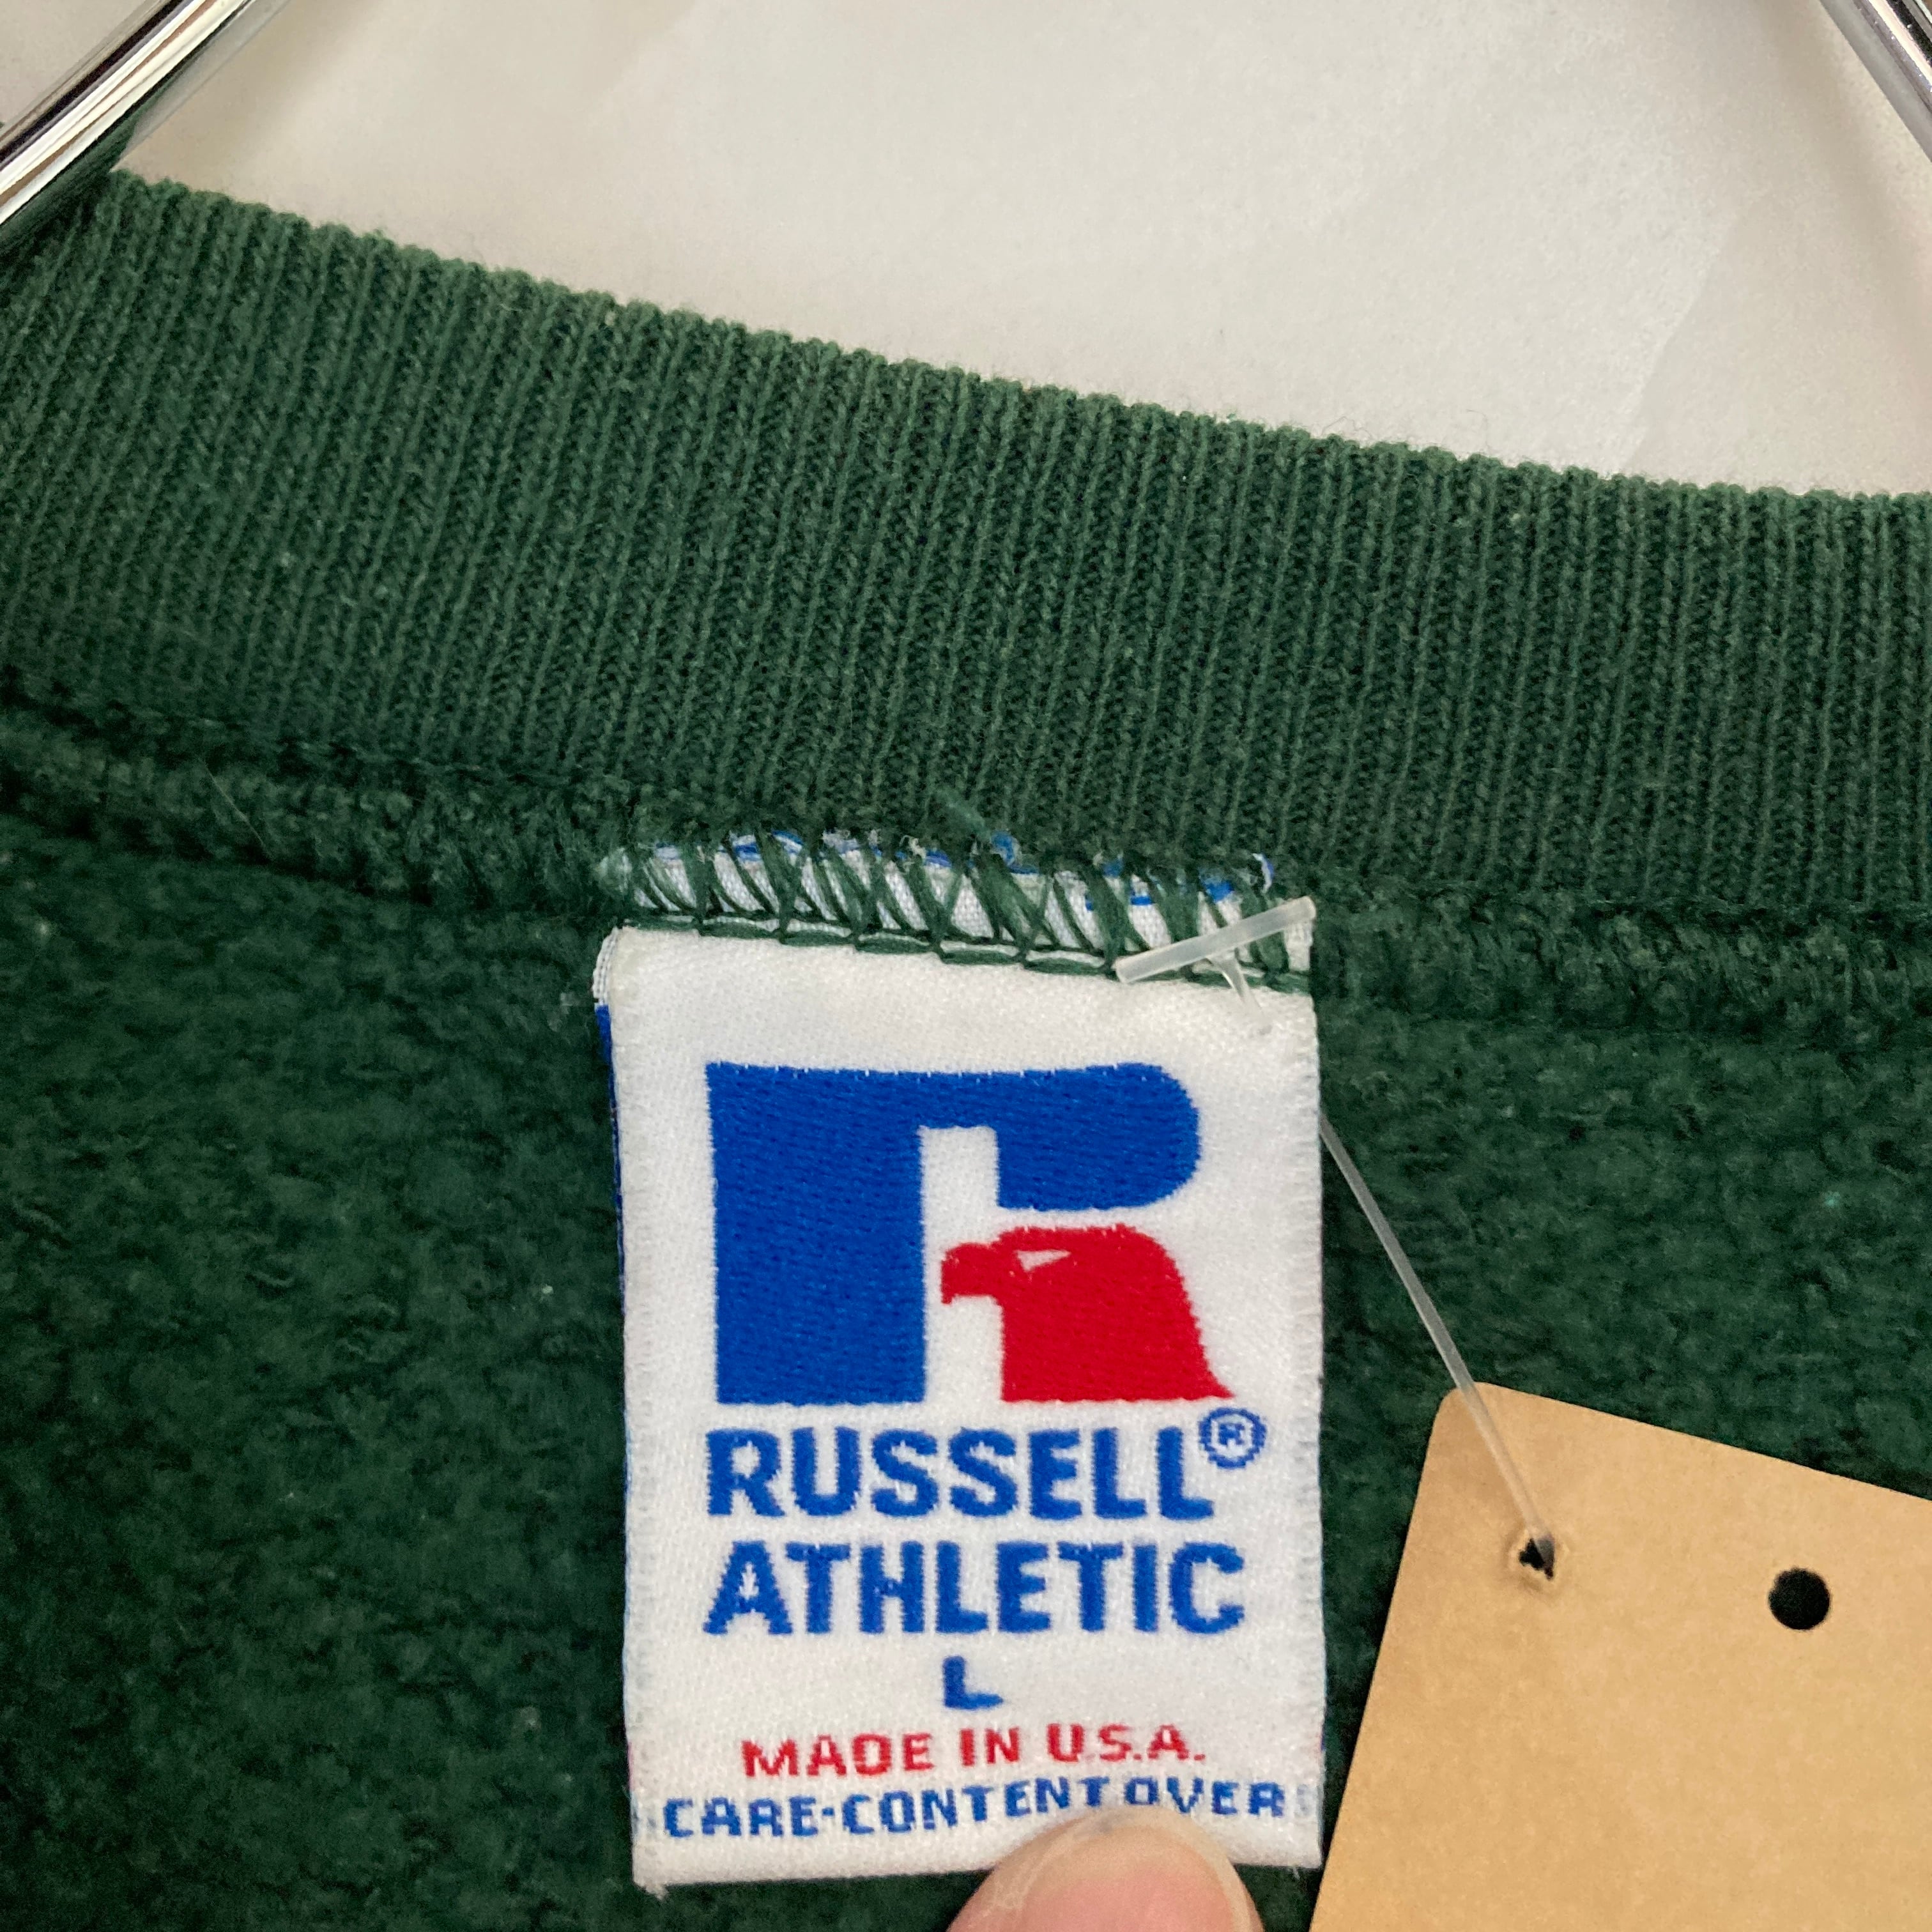 RUSSELL®
ATHLETIC
L
MADE IN U.S.A.
CARE-CONTENT OVER